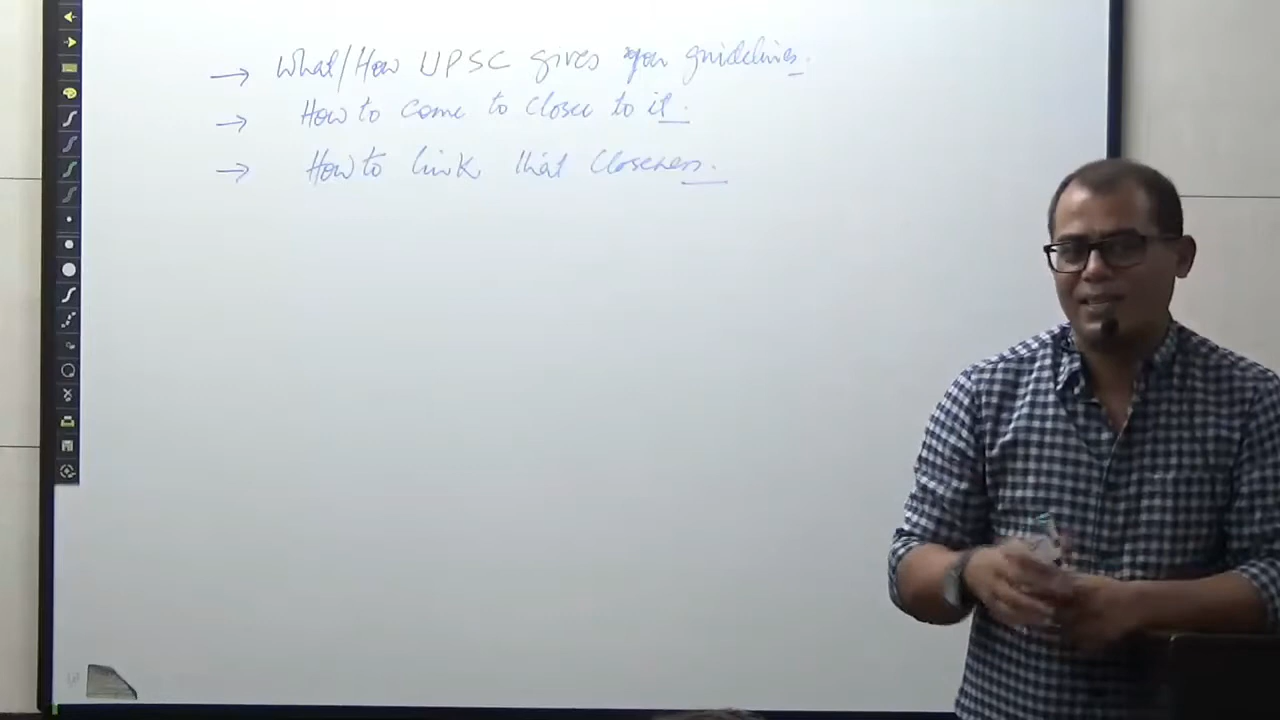 → What/How UPSC gives you guidelines.
→ How to come to closer to it.
→ How to link that closeness.